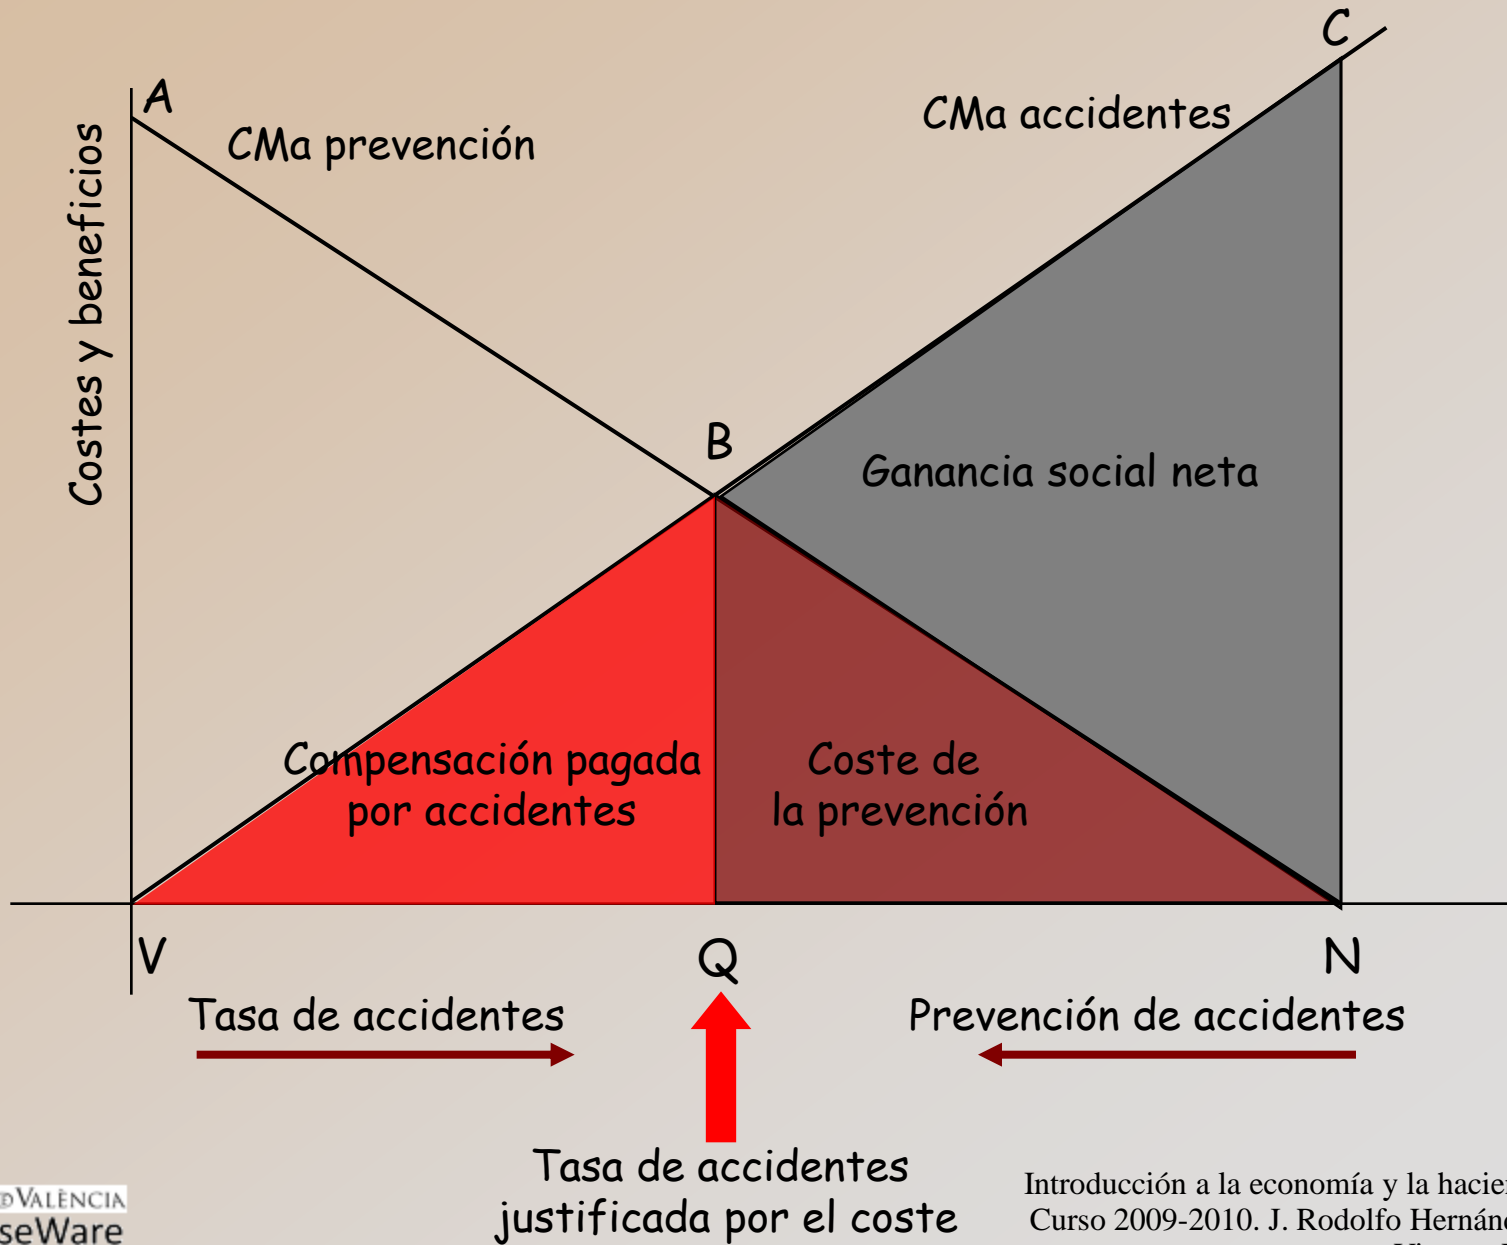 C
A
CMa accidentes
CMa prevención
Costes y beneficios
B
Ganancia social neta
Compensación pagada
por accidentes
Coste de
la prevención
V
Q
N
Tasa de accidentes
Prevención de accidentes
Tasa de accidentes
justificada por el coste
VALÈNCIA
seWare
Introducción a la economía y la hacien
Curso 2009-2010. J. Rodolfo Hernánd